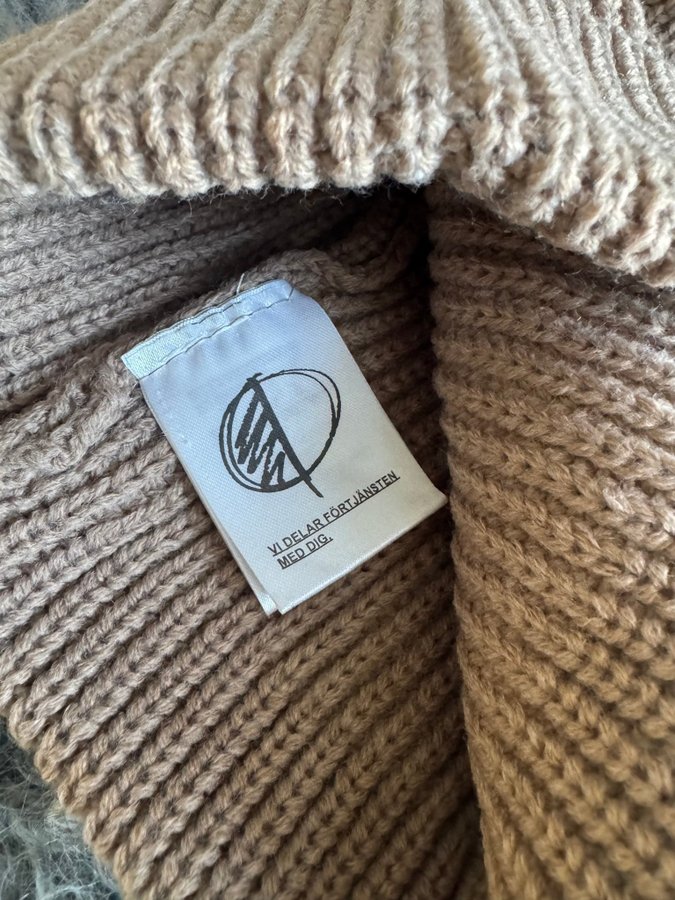 VI DELAR FÖRTJÄNSTEN
MED DIG.